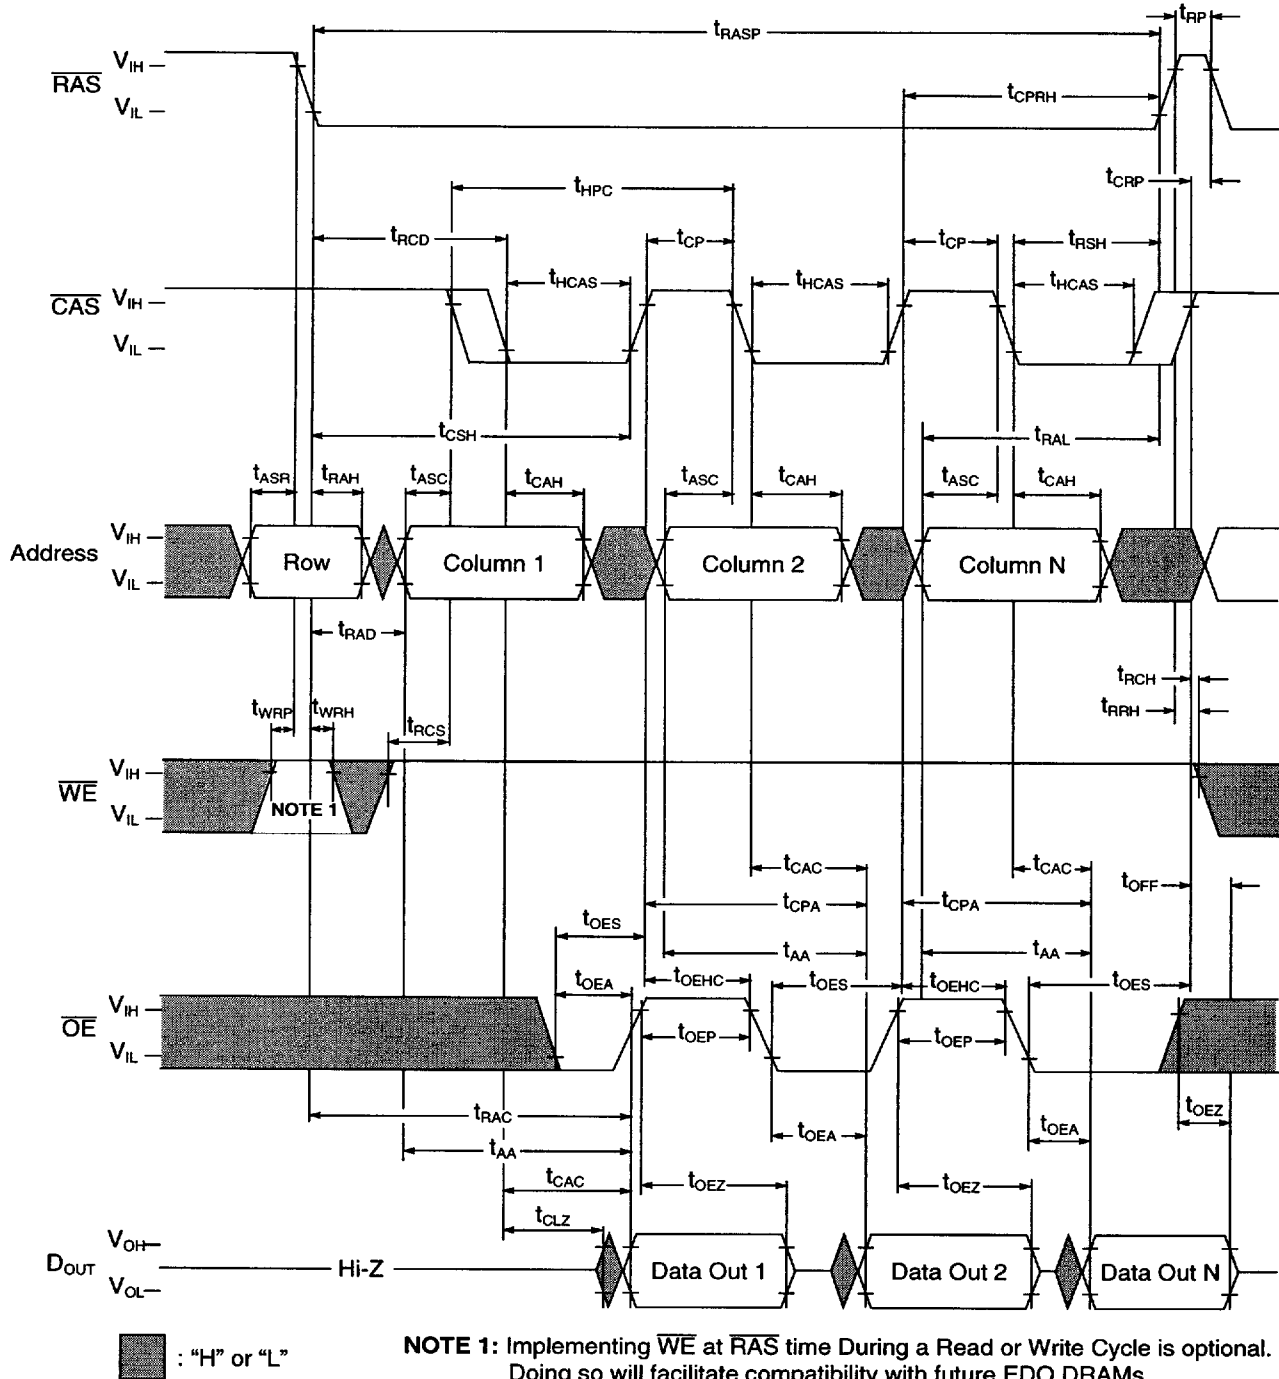 tRP
tRASP
RAS VIH
VIL
tCPRH
tCRP
tHPC
tRCD tCP tCP tRSH
tHCAS tHCAS tHCAS
CAS VIH
VIL
tCSH tRAL
tASR tRAH tASC tCAH tASC tCAH tASC tCAH
Address VIH
VIL
Row Column 1 Column 2 Column N
tRAD
tRCH
tRRH
tWRP tWRH tRCS
WE VIH
VIL
NOTE 1
tCAC tCAC tOFF
tCPA tCPA
tOES tAA tAA
tOEA tOEHC tOES tOEHC tOES
OE VIH
VIL
tOEP tOEP
tRAC tOEZ
tAA tOEA tOEA
tCAC tOEZ tOEZ
tCLZ
DOUT VOH
VOL
Hi-Z Data Out 1 Data Out 2 Data Out N
: “H” or “L”
NOTE 1: Implementing WE at RAS time During a Read or Write Cycle is optional.
Doing so will facilitate compatibility with future EDO DRAMs